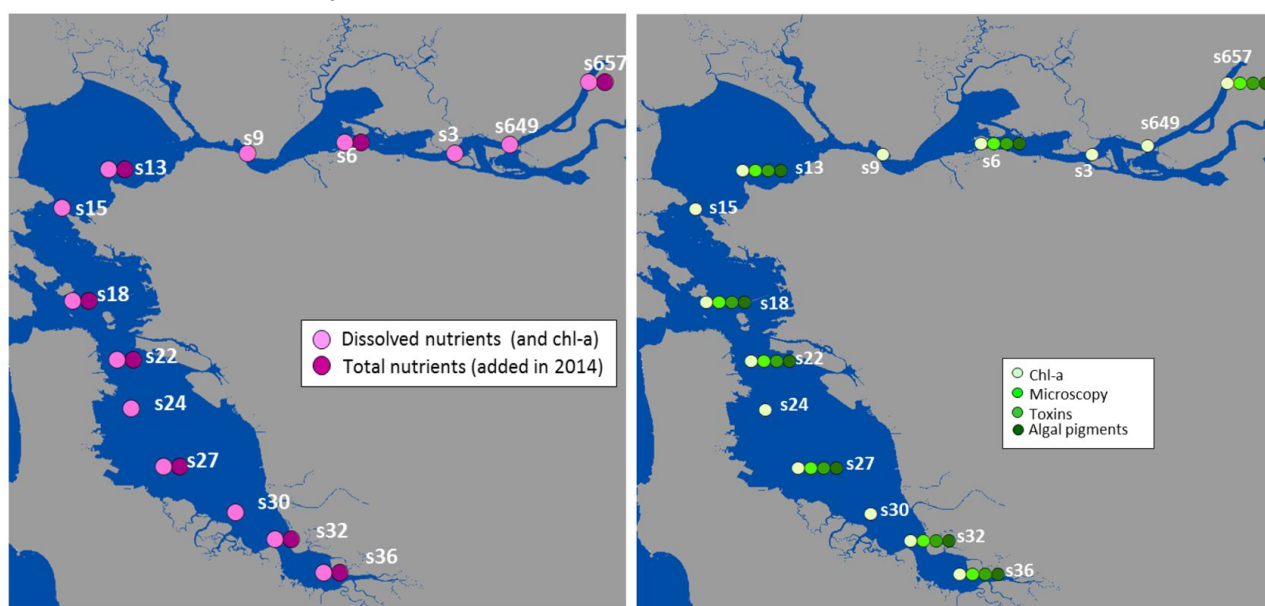 s657
s649
s3
s9
s6
s13
s15
s18
Dissolved nutrients (and chl-a)
Total nutrients (added in 2014)
s22
s24
s27
s30
s32
s36
s657
s649
s3
s9
s6
s13
s15
s18
s22
Chl-a
Microscopy
Toxins
Algal pigments
s24
s27
s30
s32
s36